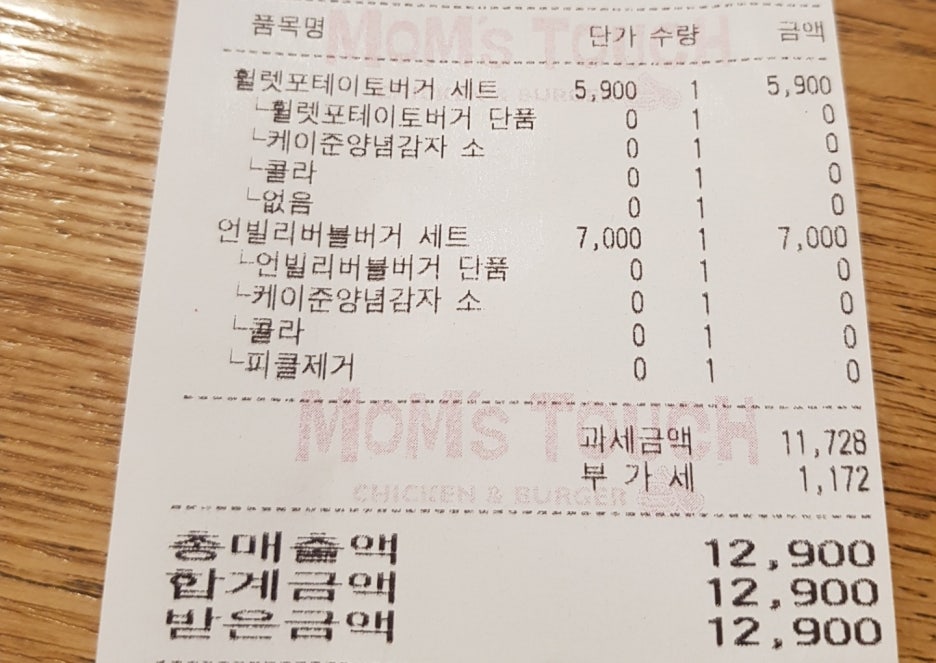 MOM's TOUCH
품목명 단가 수량 금액
CHICKEN & BURGER
휠렛포테이토버거 세트 5,900 1 5,900
└휠렛포테이토버거 단품 0 1 0
└케이준양념감자 소 0 1 0
└콜라 0 1 0
└없음 0 1 0
언빌리버블버거 세트 7,000 1 7,000
└언빌리버블버거 단품 0 1 0
└케이준양념감자 소 0 1 0
└콜라 0 1 0
└피클제거 0 1 0
MOM's TOUCH
과세금액 11,728
부 가 세 1,172
CHICKEN & BURGER
총매출액 12,900
합계금액 12,900
받은금액 12,900